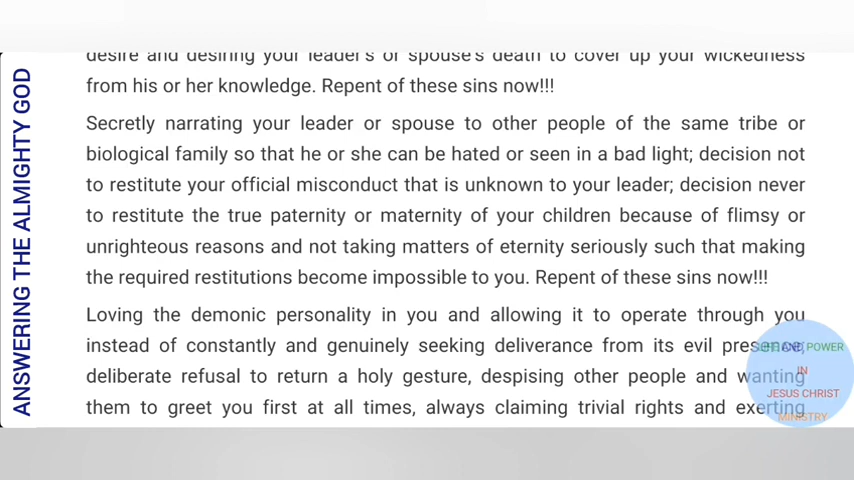 ANSWERING THE ALMIGHTY GOD
desire and desiring your leader's or spouse's death to cover up your wickedness
from his or her knowledge. Repent of these sins now!!!
Secretly narrating your leader or spouse to other people of the same tribe or
biological family so that he or she can be hated or seen in a bad light; decision not
to restitute your official misconduct that is unknown to your leader; decision never
to restitute the true paternity or maternity of your children because of flimsy or
unrighteous reasons and not taking matters of eternity seriously such that making
the required restitutions become impossible to you. Repent of these sins now!!!
Loving the demonic personality in you and allowing it to operate through you
instead of constantly and genuinely seeking deliverance from its evil presence,
deliberate refusal to return a holy gesture, despising other people and wanting
them to greet you first at all times, always claiming trivial rights and exerting
AND POWER
IN
JESUS CHRIST
MINISTRY